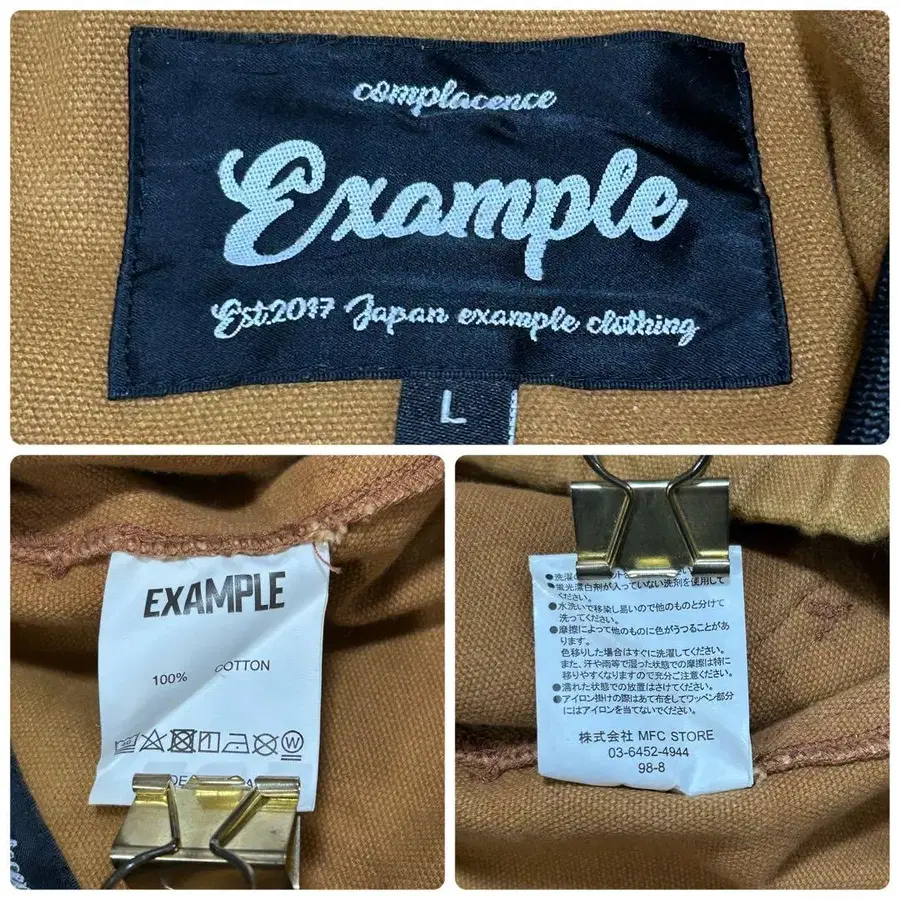 complacence
Example
Est.2017 Japan example clothing
L
EXAMPLE
100% COTTON
W
蛍光漂白剤が入っていない洗剤を使用して
ください。
●水洗いで移染し易いので他のものと分けて
洗ってください。
●摩擦によって他のものに色がうつることがあ
ります。
色移りした場合はすぐに洗濯してください。
また、汗や雨等で湿った状態での摩擦は特に
移りやすくなりますので充分ご注意ください。
●濡れた状態での放置はさけてください。
●アイロン掛けの際はあて布をしてワッペン部分
にはアイロンを当てないでください。
株式会社 MFC STORE
03-6452-4944
98-8